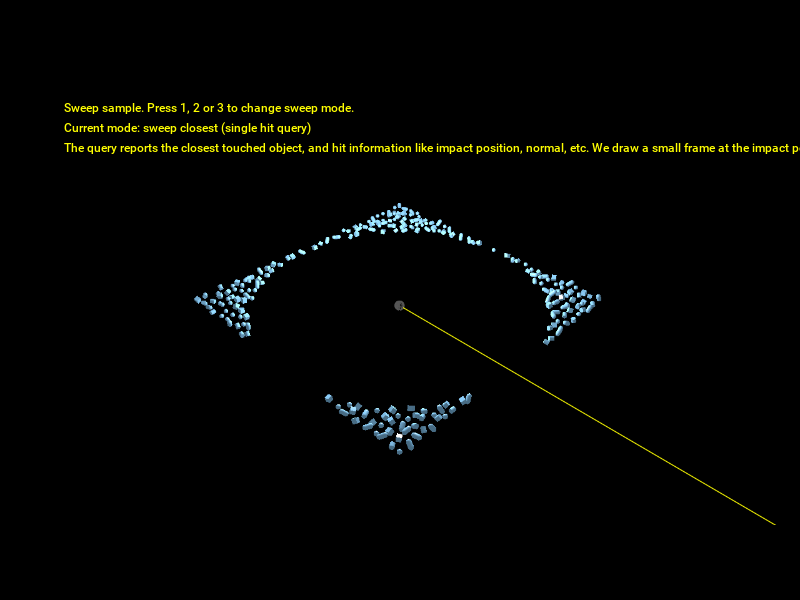 Sweep sample. Press 1, 2 or 3 to change sweep mode.
Current mode: sweep closest (single hit query)
The query reports the closest touched object, and hit information like impact position, normal, etc. We draw a small frame at the impact p